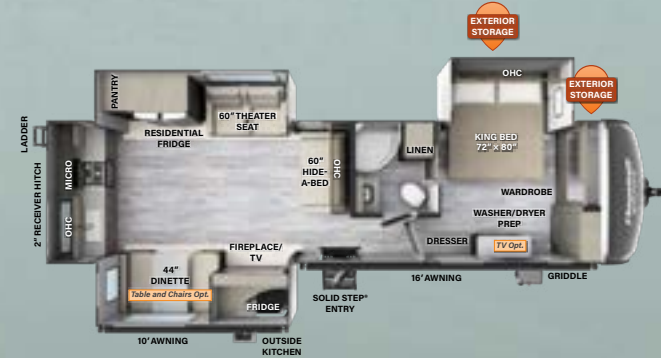 EXTERIOR
STORAGE
EXTERIOR
STORAGE
OHC
PANTRY
60" THEATER
SEAT
RESIDENTIAL
FRIDGE
LADDER
2" RECEIVER HITCH
MICRO
OHC
60"
HIDE-
A-BED
OHC
LINEN
KING BED
72" × 80"
WARDROBE
WASHER/DRYER
PREP
DRESSER
TV Opt.
FIREPLACE/
TV
44"
DINETTE
Table and Chairs Opt.
FRIDGE
SOLID STEP®
ENTRY
16' AWNING
GRIDDLE
10' AWNING
OUTSIDE
KITCHEN